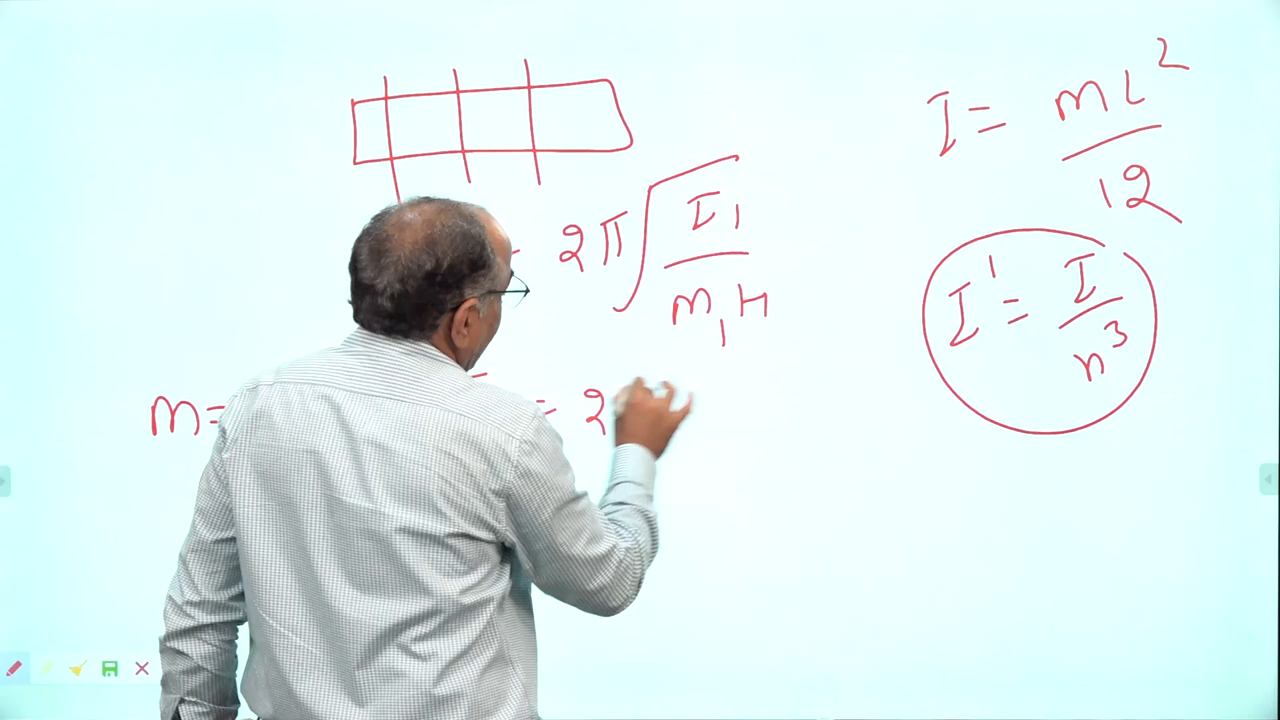 I = mL²/12
= 2π√(I₁/m₁H)
I' = I/n³
m =
= 2